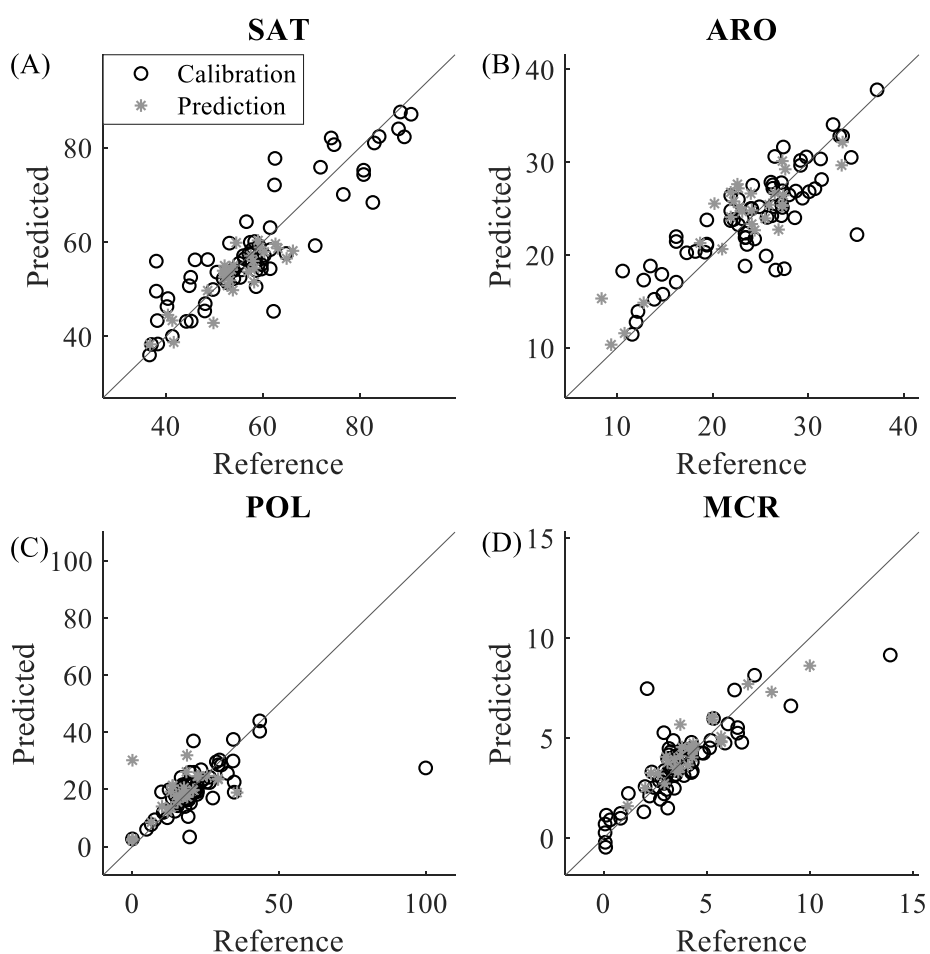 SAT
(A)
Calibration
Prediction
80
60
40
Predicted
40 60 80
Reference
ARO
(B)
40
30
20
10
Predicted
10 20 30 40
Reference
POL
(C)
100
80
60
40
20
0
Predicted
0 50 100
Reference
MCR
(D)
15
10
5
0
Predicted
0 5 10 15
Reference